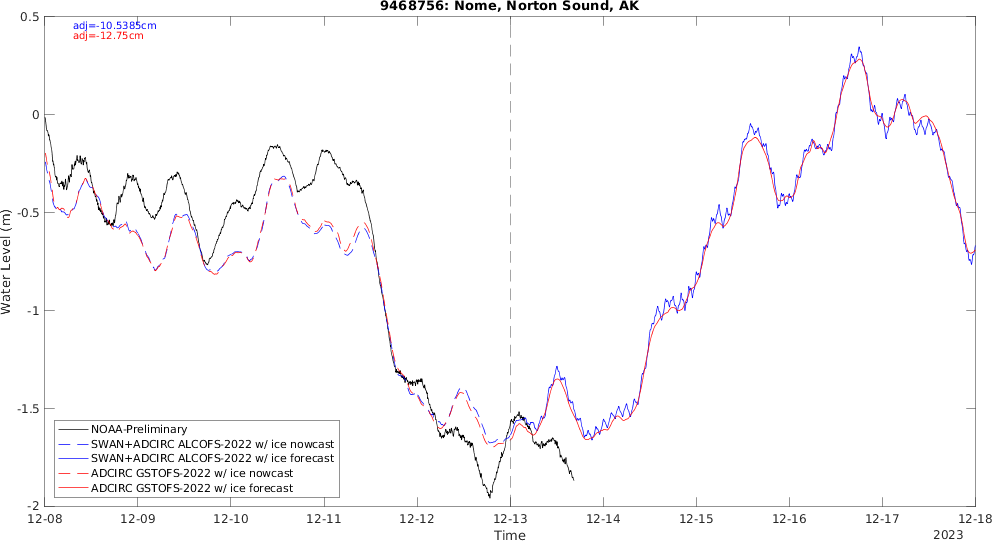 9468756: Nome, Norton Sound, AK
adj=-10.5385cm
adj=-12.75cm
0.5
0
-0.5
-1
-1.5
-2
Water Level (m)
NOAA-Preliminary
SWAN+ADCIRC ALCOFS-2022 w/ ice nowcast
SWAN+ADCIRC ALCOFS-2022 w/ ice forecast
ADCIRC GSTOFS-2022 w/ ice nowcast
ADCIRC GSTOFS-2022 w/ ice forecast
12-08 12-09 12-10 12-11 12-12 12-13 12-14 12-15 12-16 12-17 12-18
Time
2023